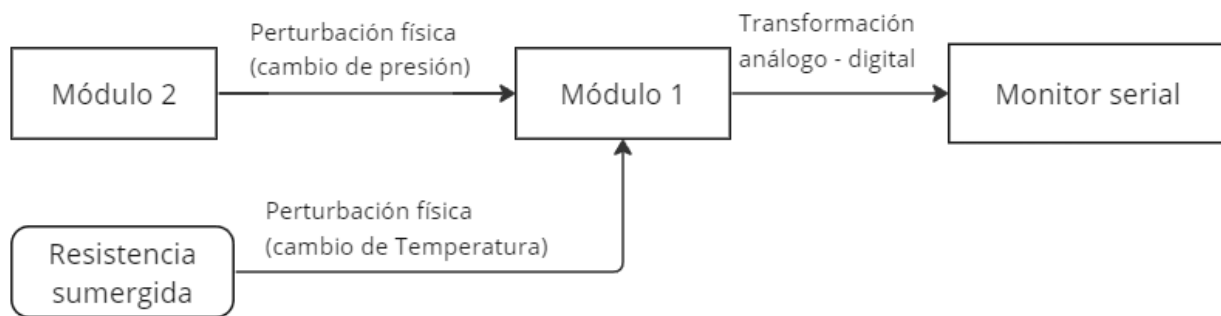 Perturbación física
(cambio de presión)
Transformación
análogo - digital
Módulo 2
Módulo 1
Monitor serial
Perturbación física
(cambio de Temperatura)
Resistencia
sumergida